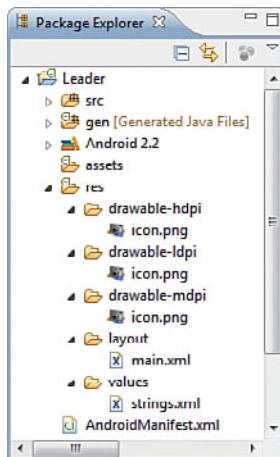 Package Explorer
Leader
src
gen [Generated Java Files]
Android 2.2
assets
res
drawable-hdpi
icon.png
drawable-ldpi
icon.png
drawable-mdpi
icon.png
layout
main.xml
values
strings.xml
AndroidManifest.xml